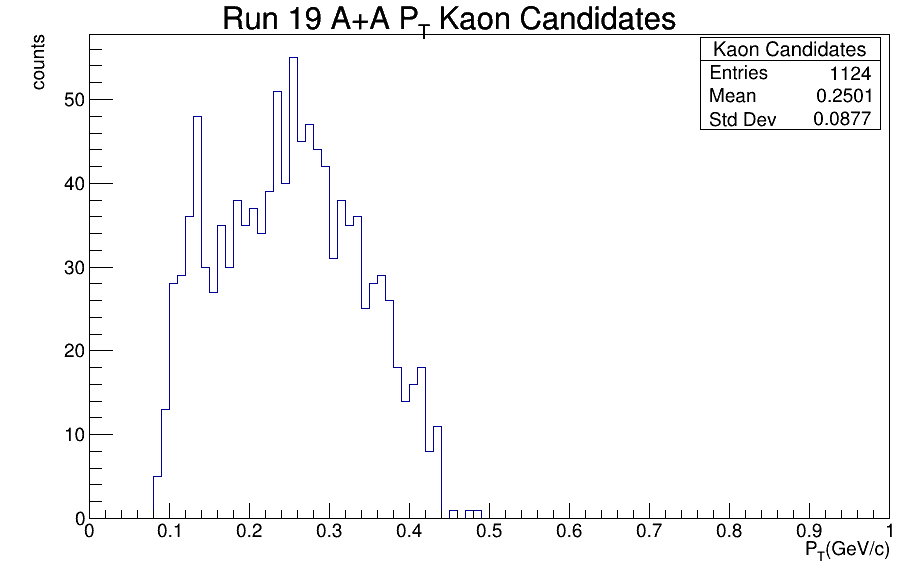 Run 19 A+A P_T Kaon Candidates
counts
Kaon Candidates
Entries 1124
Mean 0.2501
Std Dev 0.0877
50
40
30
20
10
0
0 0.1 0.2 0.3 0.4 0.5 0.6 0.7 0.8 0.9 1
P_T(GeV/c)